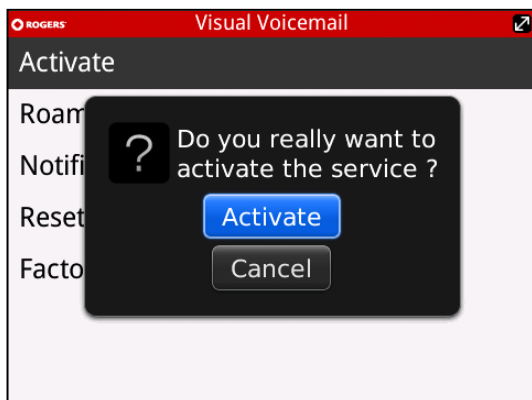 ROGERS Visual Voicemail
Activate
Roam
Notifi
Reset
Facto
Do you really want to
activate the service ?
Activate
Cancel